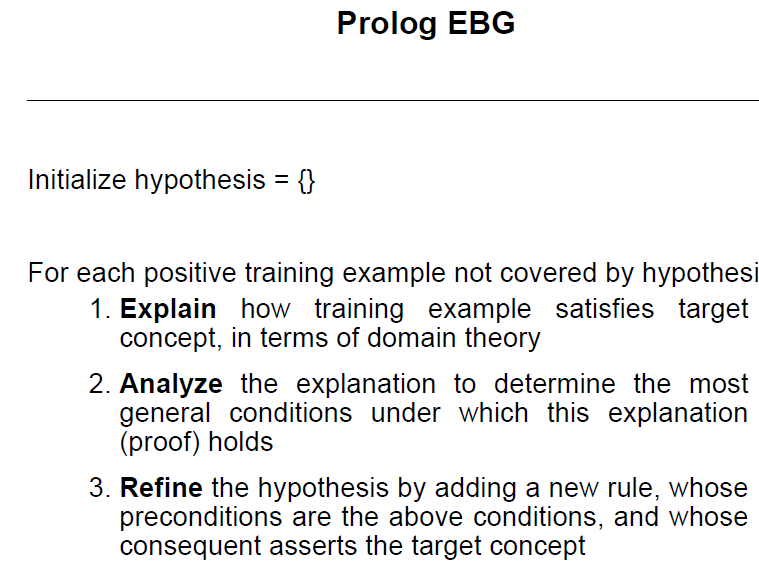 Prolog EBG
Initialize hypothesis = {}
For each positive training example not covered by hypothesi
1. Explain how training example satisfies target
concept, in terms of domain theory
2. Analyze the explanation to determine the most
general conditions under which this explanation
(proof) holds
3. Refine the hypothesis by adding a new rule, whose
preconditions are the above conditions, and whose
consequent asserts the target concept